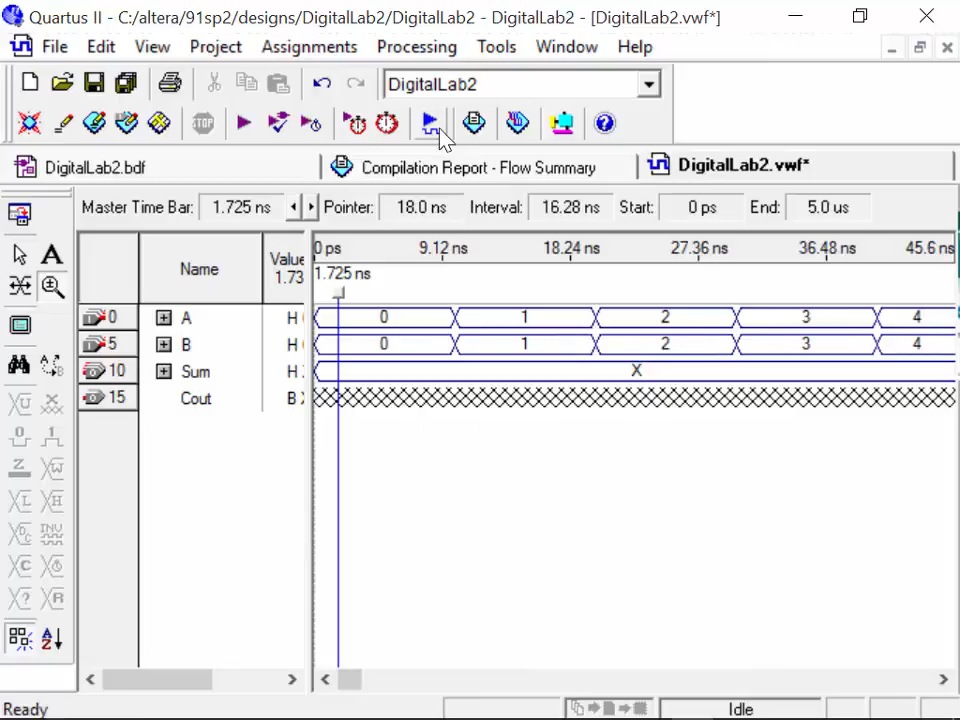 Quartus II - C:/altera/91sp2/designs/DigitalLab2/DigitalLab2 - DigitalLab2 - [DigitalLab2.vwf*]
File Edit View Project Assignments Processing Tools Window Help
DigitalLab2
STOP
DigitalLab2.bdf Compilation Report - Flow Summary DigitalLab2.vwf*
Master Time Bar: 1.725 ns Pointer: 18.0 ns Interval: 16.28 ns Start: 0 ps End: 5.0 us
Name Value 1.73
0 ps 9.12 ns 18.24 ns 27.36 ns 36.48 ns 45.6 n
1.725 ns
0 A H 0 1 2 3 4
5 B H 0 1 2 3 4
10 Sum H X
15 Cout B X
Ready Idle